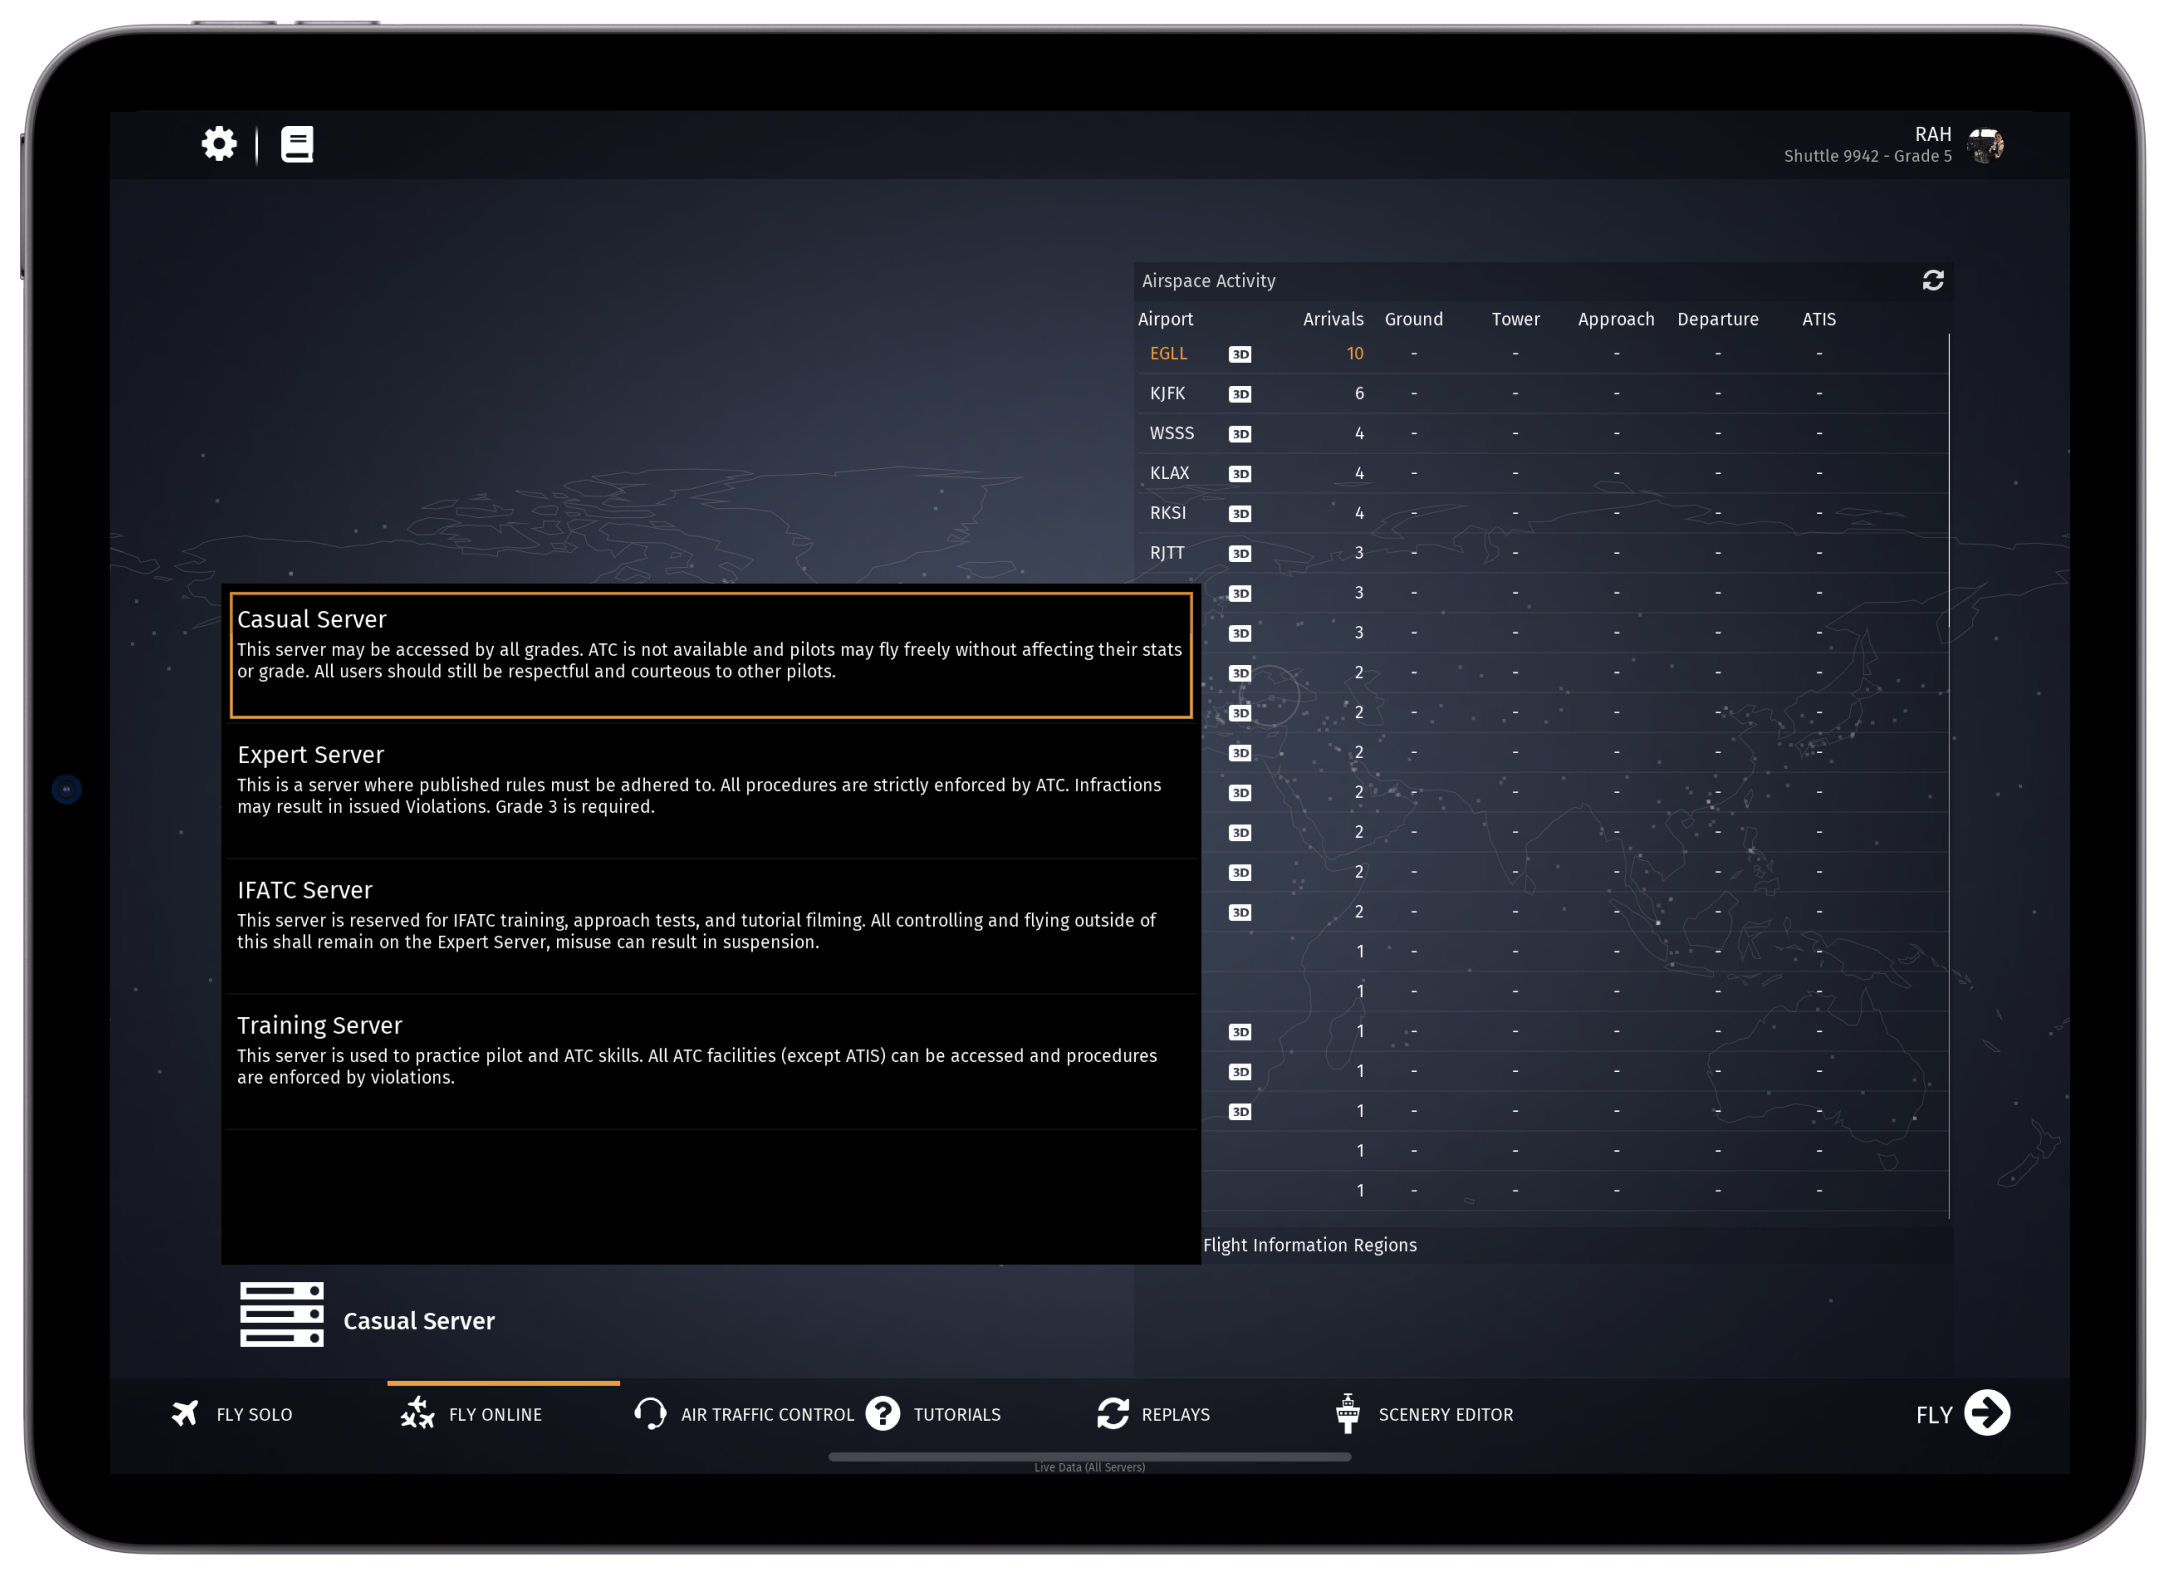 RAH
Shuttle 9942 - Grade 5
Airspace Activity
Airport Arrivals Ground Tower Approach Departure ATIS
EGLL 3D 10 - - - - -
KJFK 3D 6 - - - - -
WSSS 3D 4 - - - - -
KLAX 3D 4 - - - - -
RKSI 3D 4 - - - - -
RJTT 3D 3 - - - - -
3D 3 - - - - -
3D 3 - - - - -
3D 2 - - - - -
3D 2 - - - - -
3D 2 - - - - -
3D 2 - - - - -
3D 2 - - - - -
3D 2 - - - - -
3D 2 - - - - -
1 - - - - -
1 - - - - -
3D 1 - - - - -
3D 1 - - - - -
3D 1 - - - - -
1 - - - - -
1 - - - - -
Flight Information Regions
Casual Server
This server may be accessed by all grades. ATC is not available and pilots may fly freely without affecting their stats
or grade. All users should still be respectful and courteous to other pilots.
Expert Server
This is a server where published rules must be adhered to. All procedures are strictly enforced by ATC. Infractions
may result in issued Violations. Grade 3 is required.
IFATC Server
This server is reserved for IFATC training, approach tests, and tutorial filming. All controlling and flying outside of
this shall remain on the Expert Server, misuse can result in suspension.
Training Server
This server is used to practice pilot and ATC skills. All ATC facilities (except ATIS) can be accessed and procedures
are enforced by violations.
Casual Server
FLY SOLO
FLY ONLINE
AIR TRAFFIC CONTROL
TUTORIALS
REPLAYS
SCENERY EDITOR
FLY
Live Data (All Servers)